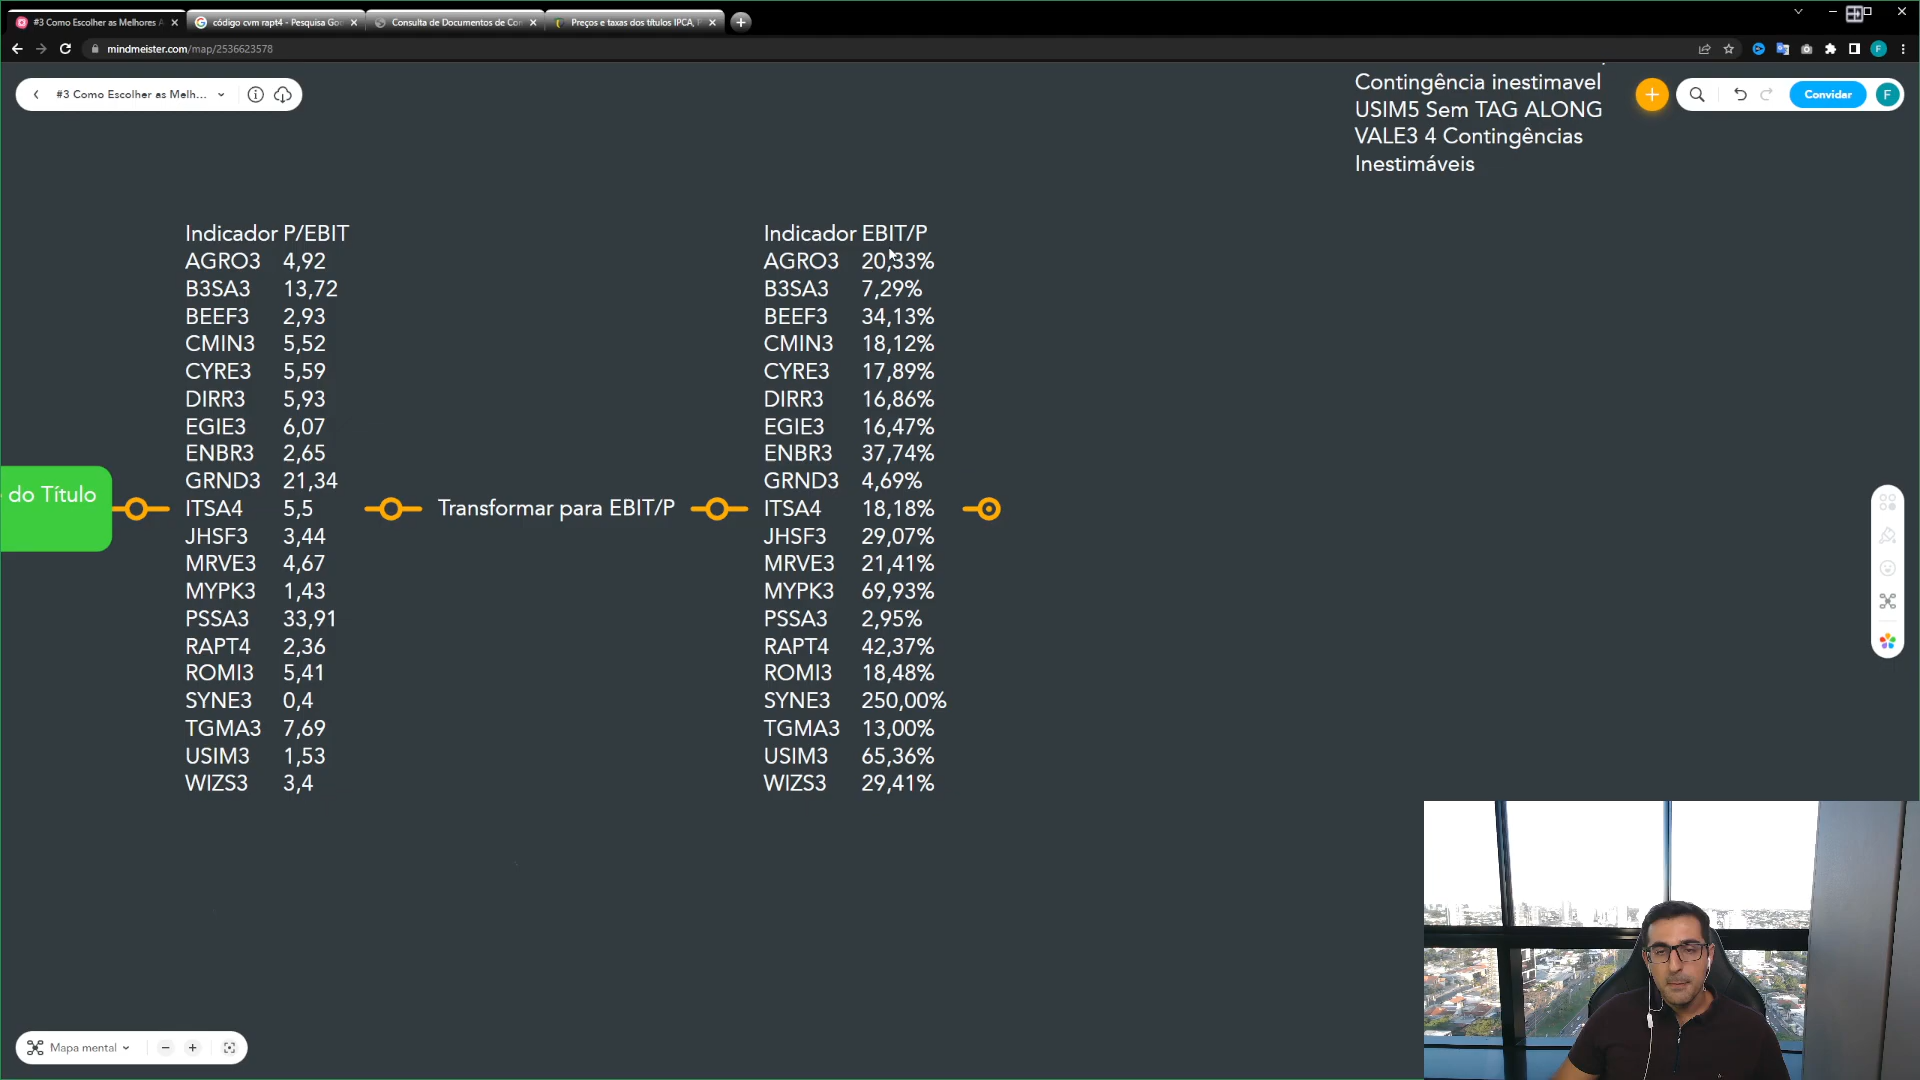 #3 Como Escolher as Melhores A
código cvm rapt4 - Pesquisa Goo
Consulta de Documentos de Con
Preços e taxas dos títulos IPCA,
mindmeister.com/map/2536623578
#3 Como Escolher as Melh...
Convidar
F
F
Contingência inestimavel
USIM5 Sem TAG ALONG
VALE3 4 Contingências
Inestimáveis
do Título
Indicador P/EBIT
AGRO3 4,92
B3SA3 13,72
BEEF3 2,93
CMIN3 5,52
CYRE3 5,59
DIRR3 5,93
EGIE3 6,07
ENBR3 2,65
GRND3 21,34
ITSA4 5,5
JHSF3 3,44
MRVE3 4,67
MYPK3 1,43
PSSA3 33,91
RAPT4 2,36
ROMI3 5,41
SYNE3 0,4
TGMA3 7,69
USIM3 1,53
WIZS3 3,4
Transformar para EBIT/P
Indicador EBIT/P
AGRO3 20,33%
B3SA3 7,29%
BEEF3 34,13%
CMIN3 18,12%
CYRE3 17,89%
DIRR3 16,86%
EGIE3 16,47%
ENBR3 37,74%
GRND3 4,69%
ITSA4 18,18%
JHSF3 29,07%
MRVE3 21,41%
MYPK3 69,93%
PSSA3 2,95%
RAPT4 42,37%
ROMI3 18,48%
SYNE3 250,00%
TGMA3 13,00%
USIM3 65,36%
WIZS3 29,41%
Mapa mental